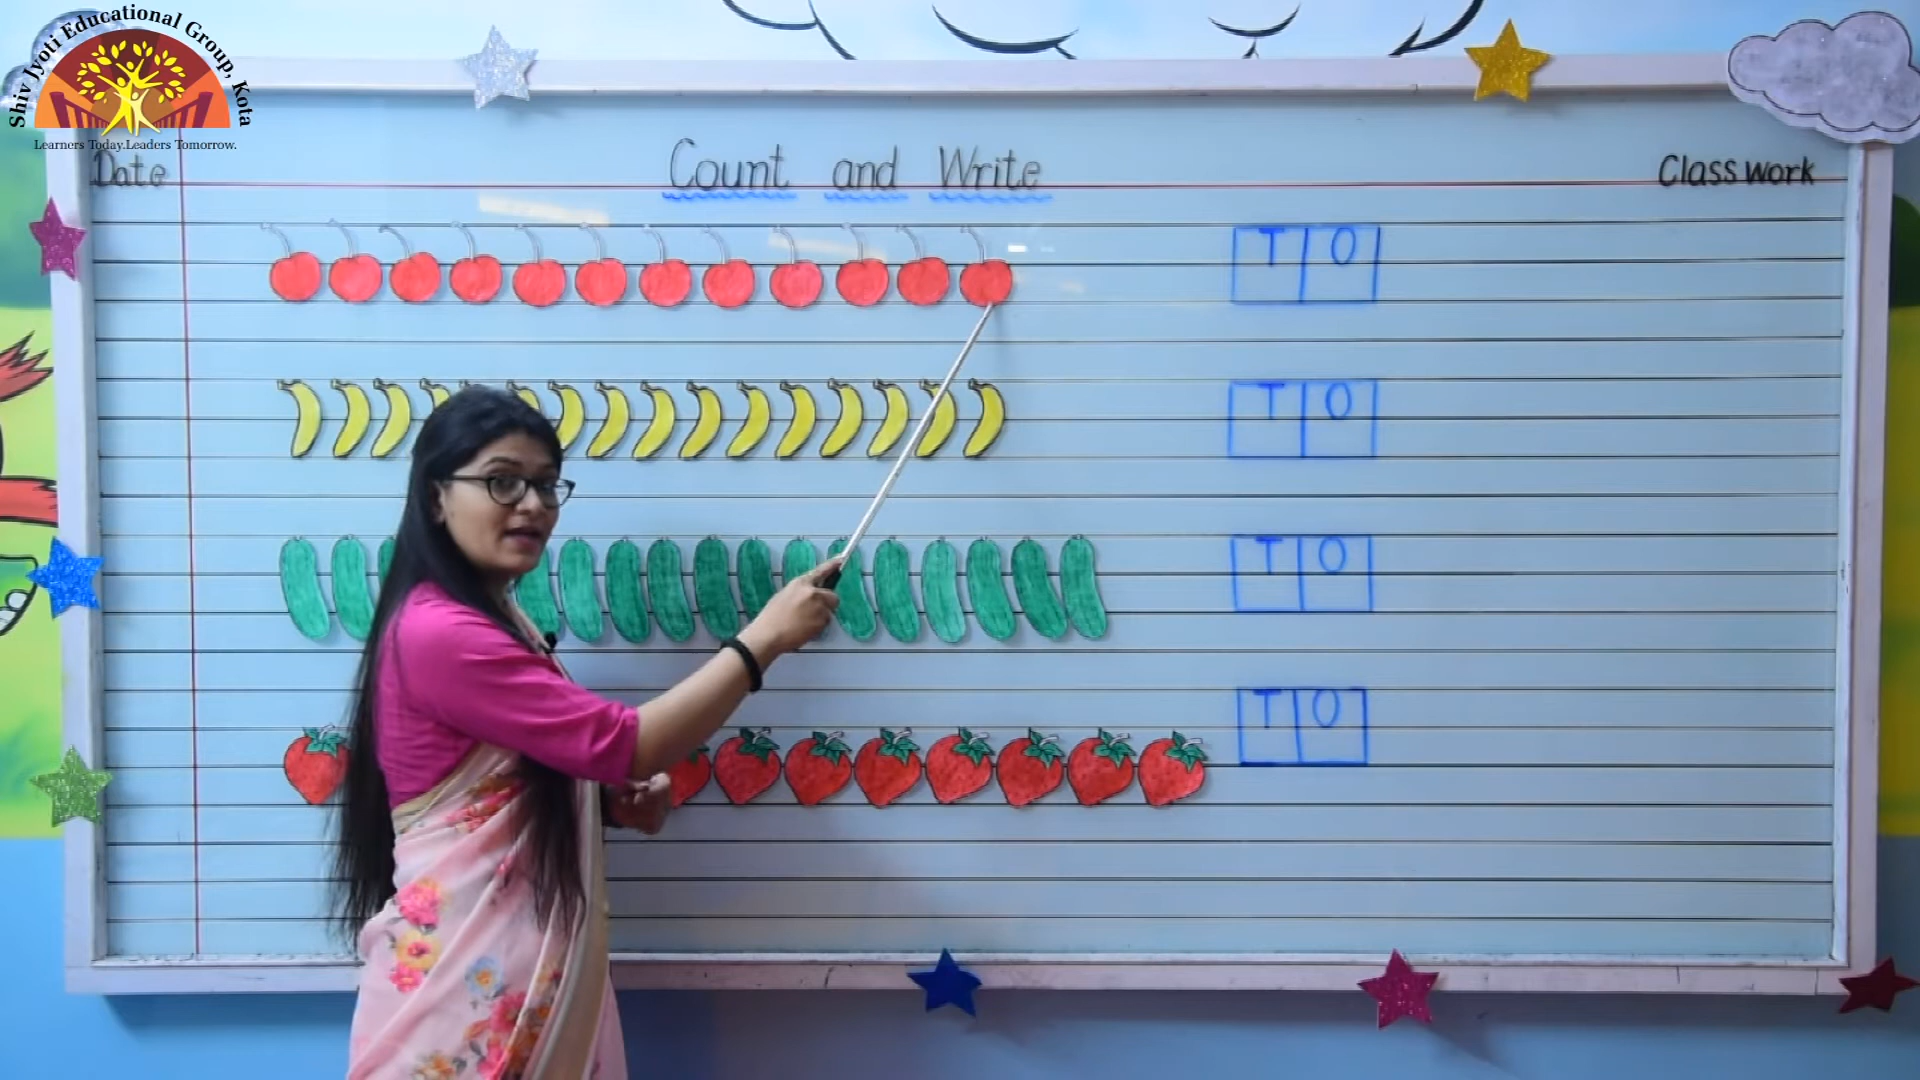 Shiv Jyoti Educational Group, Kota
Learners Today.Leaders Tomorrow.
Date
Count and Write
Class work
T O
T O
T O
T O